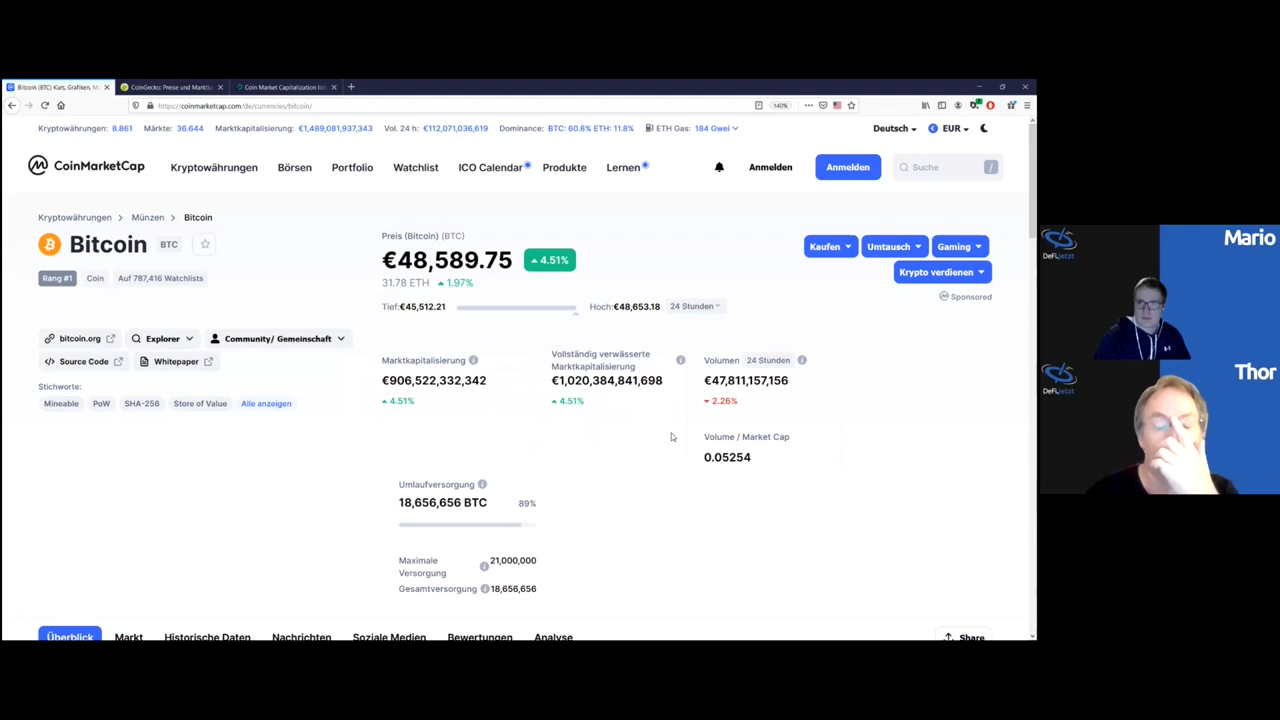 Bitcoin (BTC) Kurs, Grafiken, M
CoinGecko: Preise und Marktk
Coin Market Capitalization lis
https://coinmarketcap.com/de/currencies/bitcoin/
140%
Kryptowährungen: 8.861 Märkte: 36.644 Marktkapitalisierung: €1,489,081,937,343 Vol. 24 h: €112,071,036,619 Dominance: BTC: 60.8% ETH: 11.8% ETH Gas: 184 Gwei
Deutsch EUR
CoinMarketCap Kryptowährungen Börsen Portfolio Watchlist ICO Calendar Produkte Lernen Anmelden Anmelden Suche /
Kryptowährungen > Münzen > Bitcoin
Bitcoin BTC
Rang #1 Coin Auf 787,416 Watchlists
Preis (Bitcoin) (BTC)
€48,589.75 4.51%
31.78 ETH 1.97%
Tief:€45,512.21 Hoch:€48,653.18 24 Stunden
Kaufen Umtausch Gaming
Krypto verdienen
Sponsored
bitcoin.org Explorer Community/ Gemeinschaft
Source Code Whitepaper
Stichworte:
Mineable PoW SHA-256 Store of Value Alle anzeigen
Marktkapitalisierung
€906,522,332,342
4.51%
Vollständig verwässerte
Marktkapitalisierung
€1,020,384,841,698
4.51%
Volumen 24 Stunden
€47,811,157,156
2.26%
Volume / Market Cap
0.05254
Umlaufversorgung
18,656,656 BTC 89%
Maximale
Versorgung
21,000,000
Gesamtversorgung 18,656,656
Überblick Markt Historische Daten Nachrichten Soziale Medien Bewertungen Analyse Share
Mario
DeFi.jetzt
Thor
DeFi.jetzt